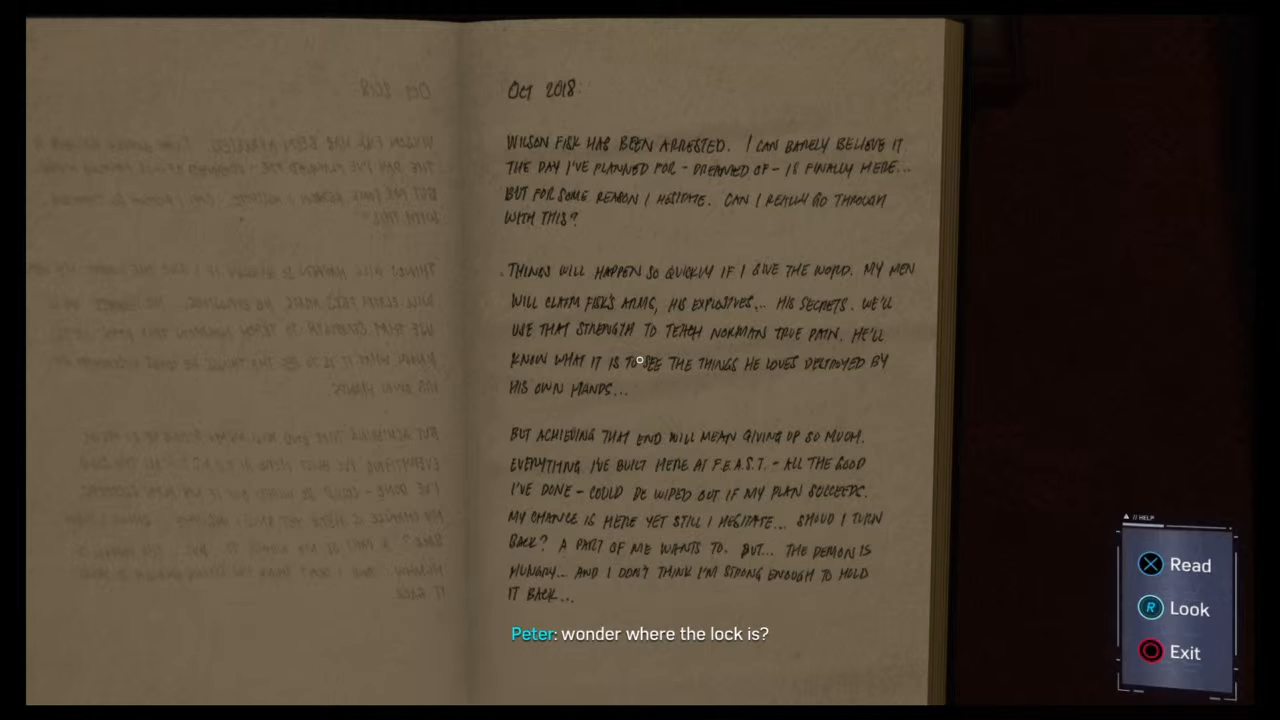 Oct 2018:
WILSON FISK HAS BEEN ARRESTED. I CAN BARELY BELIEVE IT
THE DAY I'VE PLANNED FOR - DREAMED OF - IS FINALLY HERE...
BUT FOR SOME REASON I HESITATE. CAN I REALLY GO THROUGH
WITH THIS?
THINGS WILL HAPPEN SO QUICKLY IF I GIVE THE WORD. MY MEN
WILL CLAIM FISK'S ARMS, HIS EXPLOSIVES... HIS SECRETS. WE'LL
USE THAT STRENGTH TO TEACH NORMAN TRUE PAIN. HE'LL
KNOW WHAT IT IS TO SEE THE THINGS HE LOVES DESTROYED BY
HIS OWN HANDS...
BUT ACHIEVING THAT END WILL MEAN GIVING UP SO MUCH.
EVERYTHING I'VE BUILT HERE AT F.E.A.S.T. - ALL THE GOOD
I'VE DONE - COULD BE WIPED OUT IF MY PLAN SUCCEEDS.
MY CHANCE IS HERE YET STILL I HESITATE... SHOUD I TURN
BACK? A PART OF ME WANTS TO. BUT... THE DEMON IS
HUNGRY... AND I DON'T THINK I'M STRONG ENOUGH TO HOLD
IT BACK...
Peter: wonder where the lock is?
// HELP
Read
R Look
Exit